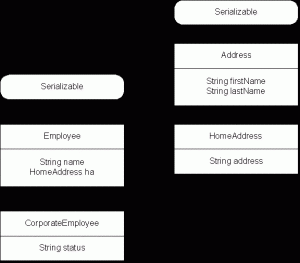 Serializable
Address
String firstName
String lastName
Serializable
Employee
HomeAddress
String name
HomeAddress ha
String address
CorporateEmployee
String status